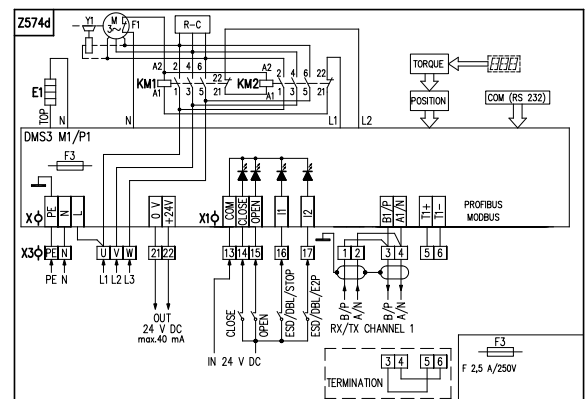 Z574d
Y1
M
3~
F1
R-C
E1
TOP
N
N
KM1
A2
A1
2 4 6
1 3 5
22
21
KM2
A2
A1
2 4 6
1 3 5
22
21
L1
L2
TORQUE
POSITION
COM (RS 232)
DMS3 M1/P1
F3
PROFIBUS
MODBUS
X
PE
N
L
0 V
+24V
X1
COM
CLOSE
OPEN
I1
I2
B1/P
A1/N
T1+
T1-
X3
PE
N
U
V
W
21
22
13
14
15
16
17
1
2
3
4
5
6
PE N
L1 L2 L3
OUT
24 V DC
max.40 mA
CLOSE
OPEN
ESD/DBL/STOP
ESD/DBL/E2P
IN 24 V DC
B/P
A/N
B/P
A/N
RX/TX CHANNEL 1
TERMINATION
3 4
5 6
F3
F 2,5 A/250V